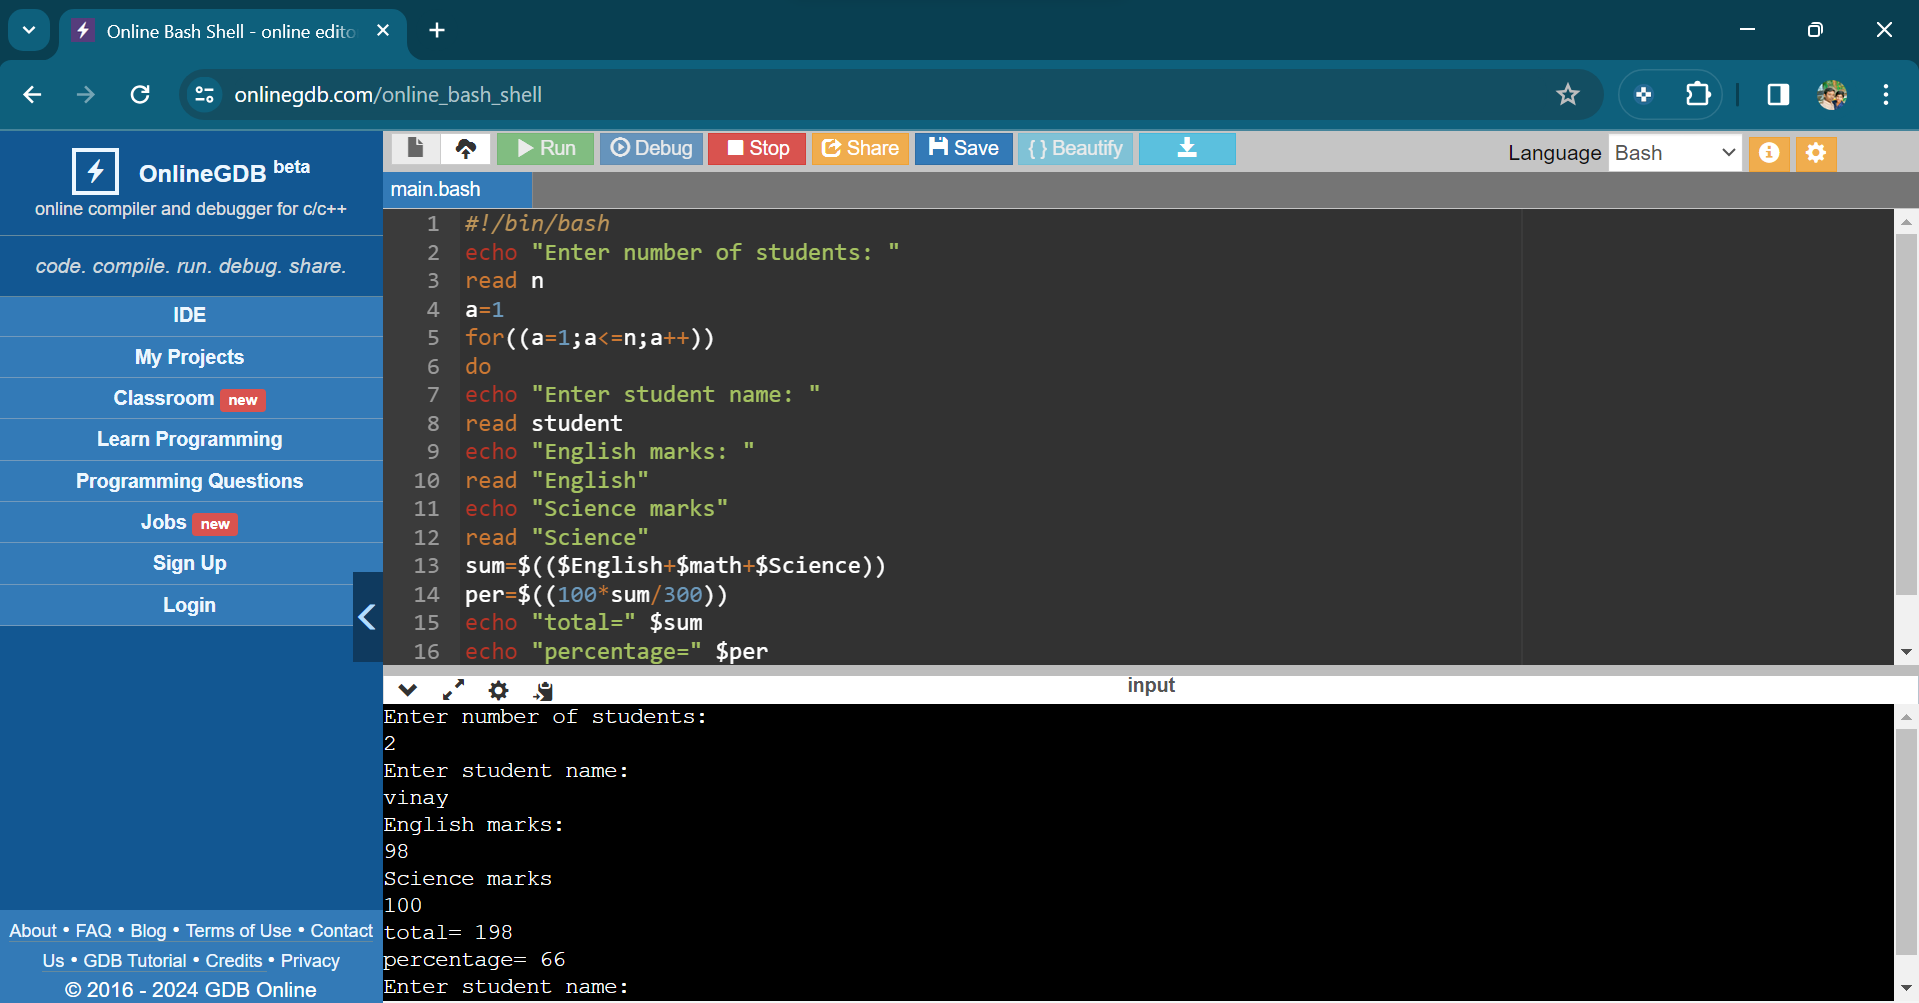 Online Bash Shell - online edito
onlinegdb.com/online_bash_shell
OnlineGDB beta
online compiler and debugger for c/c++
code. compile. run. debug. share.
IDE
My Projects
Classroom new
Learn Programming
Programming Questions
Jobs new
Sign Up
Login
About • FAQ • Blog • Terms of Use • Contact
Us • GDB Tutorial • Credits • Privacy
© 2016 - 2024 GDB Online
Run Debug Stop Share Save {} Beautify
Language Bash
main.bash
1 #!/bin/bash
2 echo "Enter number of students: "
3 read n
4 a=1
5 for((a=1;a<=n;a++))
6 do
7 echo "Enter student name: "
8 read student
9 echo "English marks: "
10 read "English"
11 echo "Science marks"
12 read "Science"
13 sum=$(($English+$math+$Science))
14 per=$((100*sum/300))
15 echo "total=" $sum
16 echo "percentage=" $per
input
Enter number of students:
2
Enter student name:
vinay
English marks:
98
Science marks
100
total= 198
percentage= 66
Enter student name: